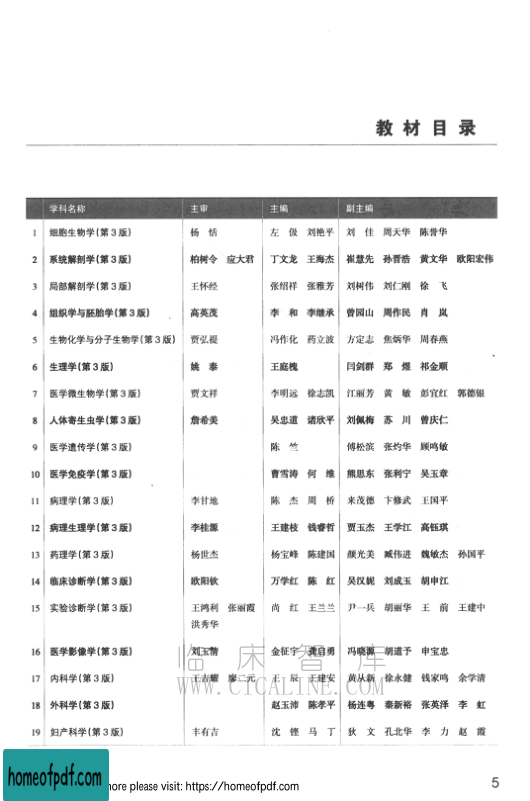 教材目录
学科名称 主审 主编 副主编
1 细胞生物学(第3版) 杨 恬 左 伋 刘艳平 刘 佳 周天华 陈誉华
2 系统解剖学(第3版) 柏树令 应大君 丁文龙 王海杰 崔慧先 孙晋浩 黄文华 欧阳宏伟
3 局部解剖学(第3版) 王怀经 张绍祥 张雅芳 刘树伟 刘仁刚 徐 飞
4 组织学与胚胎学(第3版) 高英茂 李 和 李继承 曾园山 周作民 肖 岚
5 生物化学与分子生物学(第3版) 贾弘禔 冯作化 药立波 方定志 焦炳华 周春燕
6 生理学(第3版) 姚 泰 王庭槐 闫剑群 郑 煜 祁金顺
7 医学微生物学(第3版) 贾文祥 李明远 徐志凯 江丽芳 黄 敏 彭宜红 郭德银
8 人体寄生虫学(第3版) 詹希美 吴忠道 诸欣平 刘佩梅 苏 川 曾庆仁
9 医学遗传学(第3版) 陈 竺 傅松滨 张灼华 顾鸣敏
10 医学免疫学(第3版) 曹雪涛 何 维 熊思东 张利宁 吴玉章
11 病理学(第3版) 李甘地 陈 杰 周 桥 来茂德 卞修武 王国平
12 病理生理学(第3版) 李桂源 王建枝 钱睿哲 贾玉杰 王学江 高钰琪
13 药理学(第3版) 杨世杰 杨宝峰 陈建国 颜光美 臧伟进 魏敏杰 孙国平
14 临床诊断学(第3版) 欧阳钦 万学红 陈 红 吴汉妮 刘成玉 胡申江
15 实验诊断学(第3版) 王鸿利 张丽霞 尚 红 王兰兰 尹一兵 胡丽华 王 前 王建中
洪秀华
16 医学影像学(第3版) 刘玉清 金征宇 龚启勇 冯晓源 胡道予 申宝忠
17 内科学(第3版) 王吉耀 廖二元 王 辰 王建安 黄从新 徐永健 钱家鸣 余学清
临床智库
WWW.CTCALINE.COM
18 外科学(第3版) 赵玉沛 陈孝平 杨连粤 秦新裕 张英泽 李 虹
19 妇产科学(第3版) 丰有吉 沈 铿 马 丁 狄 文 孔北华 李 力 赵 霞
homeofpdf.com
more please visit: https://homeofpdf.com
5